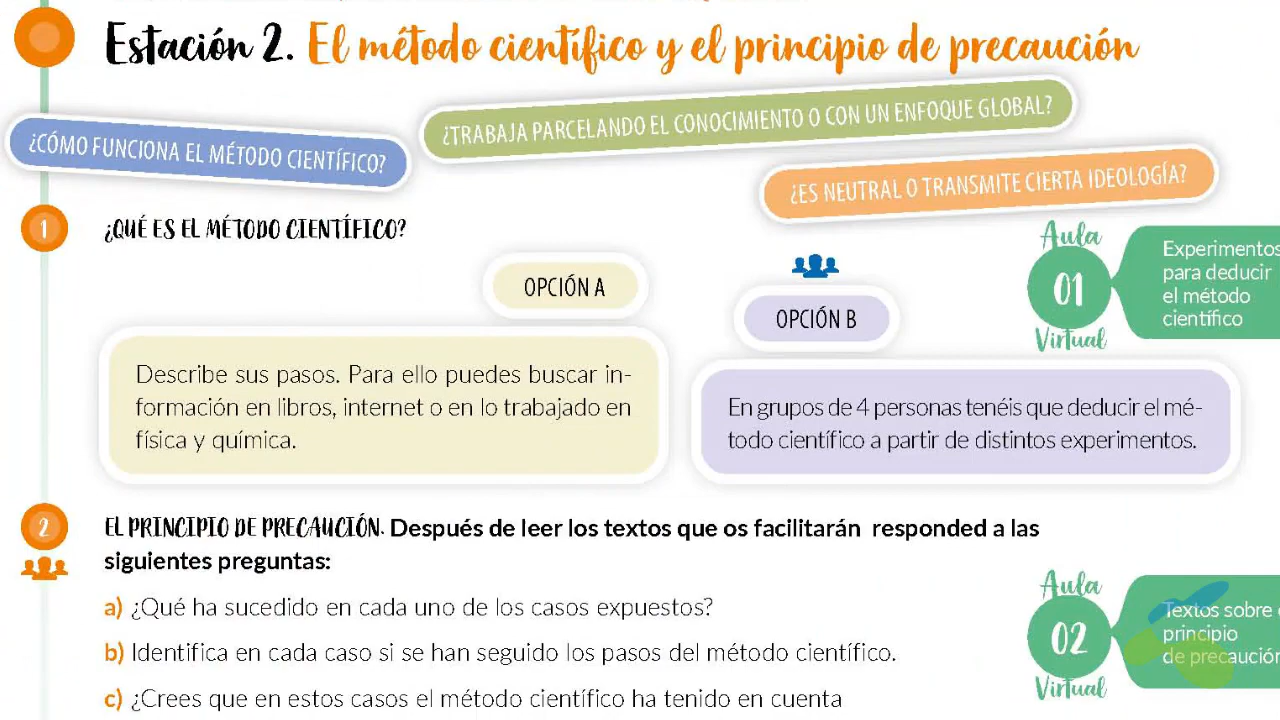 Estación 2. El método científico y el principio de precaución
¿CÓMO FUNCIONA EL MÉTODO CIENTÍFICO?
¿TRABAJA PARCELANDO EL CONOCIMIENTO O CON UN ENFOQUE GLOBAL?
¿ES NEUTRAL O TRANSMITE CIERTA IDEOLOGÍA?
1
¿QUÉ ES EL MÉTODO CIENTÍFICO?
OPCIÓN A
Describe sus pasos. Para ello puedes buscar in-
formación en libros, internet o en lo trabajado en
física y química.
OPCIÓN B
En grupos de 4 personas tenéis que deducir el mé-
todo científico a partir de distintos experimentos.
Aula
01
Virtual
Experimentos
para deducir
el método
científico
2
EL PRINCIPIO DE PRECAUCIÓN. Después de leer los textos que os facilitarán responded a las
siguientes preguntas:
a) ¿Qué ha sucedido en cada uno de los casos expuestos?
b) Identifica en cada caso si se han seguido los pasos del método científico.
c) ¿Crees que en estos casos el método científico ha tenido en cuenta
Aula
02
Virtual
Textos sobre
principio
de precaución